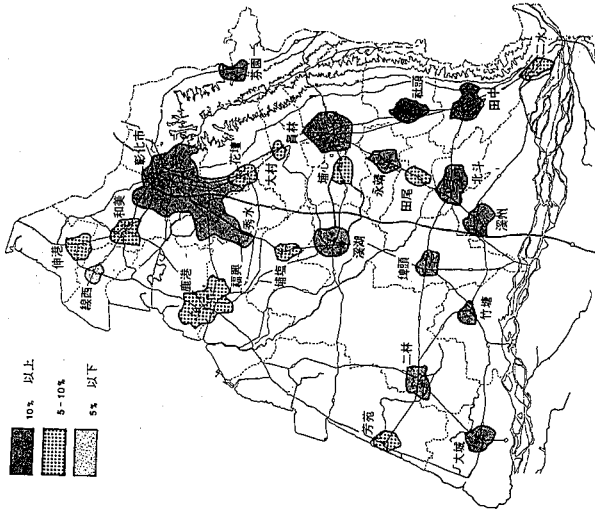 10% 以上
5-10%
5% 以下
伸港
線西
和美
彰化市
芬園
鹿港
福興
秀水
花壇
大村
員林
埔鹽
埔心
溪湖
永靖
社頭
田尾
田中
二水
北斗
溪州
埤頭
竹塘
二林
芳苑
大城